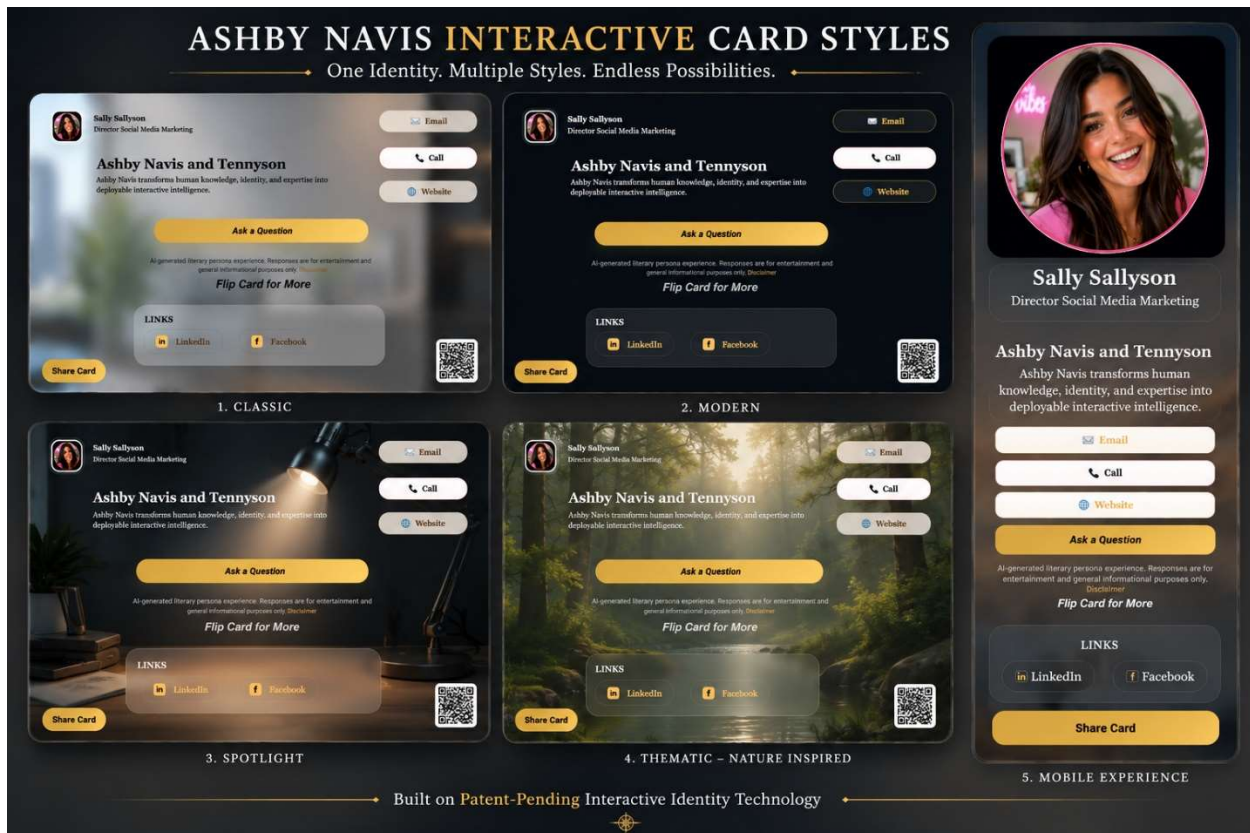 ASHBY NAVIS INTERACTIVE CARD STYLES
One Identity. Multiple Styles. Endless Possibilities.
Sally Sallyson
Director Social Media Marketing
Ashby Navis and Tennyson
Ashby Navis transforms human knowledge, identity, and expertise into
deployable interactive intelligence.
Email
Call
Website
Ask a Question
AI-generated literary persona experience. Responses are for entertainment and
general informational purposes only. Disclaimer
Flip Card for More
LINKS
in LinkedIn
f Facebook
Share Card
1. CLASSIC
Sally Sallyson
Director Social Media Marketing
Ashby Navis and Tennyson
Ashby Navis transforms human knowledge, identity, and expertise into
deployable interactive intelligence.
Email
Call
Website
Ask a Question
AI-generated literary persona experience. Responses are for entertainment and
general informational purposes only. Disclaimer
Flip Card for More
LINKS
in LinkedIn
f Facebook
Share Card
2. MODERN
Sally Sallyson
Director Social Media Marketing
Ashby Navis and Tennyson
Ashby Navis transforms human knowledge, identity, and expertise into
deployable interactive intelligence.
Email
Call
Website
Ask a Question
AI-generated literary persona experience. Responses are for entertainment and
general informational purposes only. Disclaimer
Flip Card for More
LINKS
in LinkedIn
f Facebook
Share Card
3. SPOTLIGHT
Sally Sallyson
Director Social Media Marketing
Ashby Navis and Tennyson
Ashby Navis transforms human knowledge, identity, and expertise into
deployable interactive intelligence.
Email
Call
Website
Ask a Question
AI-generated literary persona experience. Responses are for entertainment and
general informational purposes only. Disclaimer
Flip Card for More
LINKS
in LinkedIn
f Facebook
Share Card
4. THEMATIC – NATURE INSPIRED
vibes
Sally Sallyson
Director Social Media Marketing
Ashby Navis and Tennyson
Ashby Navis transforms human
knowledge, identity, and expertise into
deployable interactive intelligence.
Email
Call
Website
Ask a Question
AI-generated literary persona experience. Responses are for
entertainment and general informational purposes only.
Disclaimer
Flip Card for More
LINKS
in LinkedIn
f Facebook
Share Card
5. MOBILE EXPERIENCE
Built on Patent-Pending Interactive Identity Technology